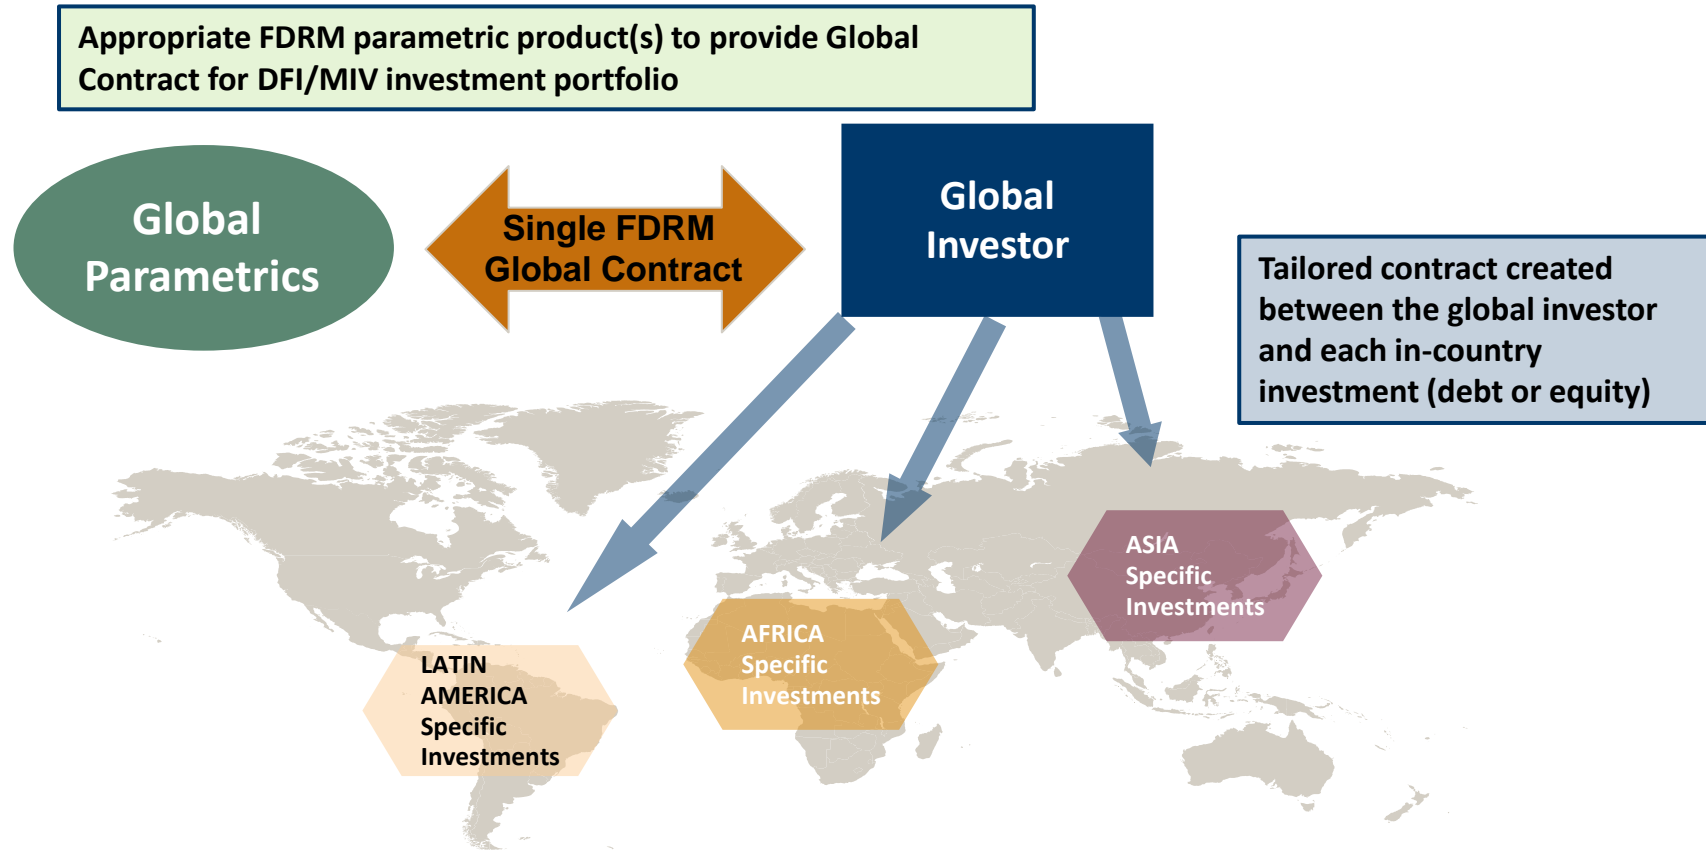 Appropriate FDRM parametric product(s) to provide Global
Contract for DFI/MIV investment portfolio
Global
Parametrics
Single FDRM
Global Contract
Global
Investor
Tailored contract created
between the global investor
and each in-country
investment (debt or equity)
LATIN
AMERICA
Specific
Investments
AFRICA
Specific
Investments
ASIA
Specific
Investments